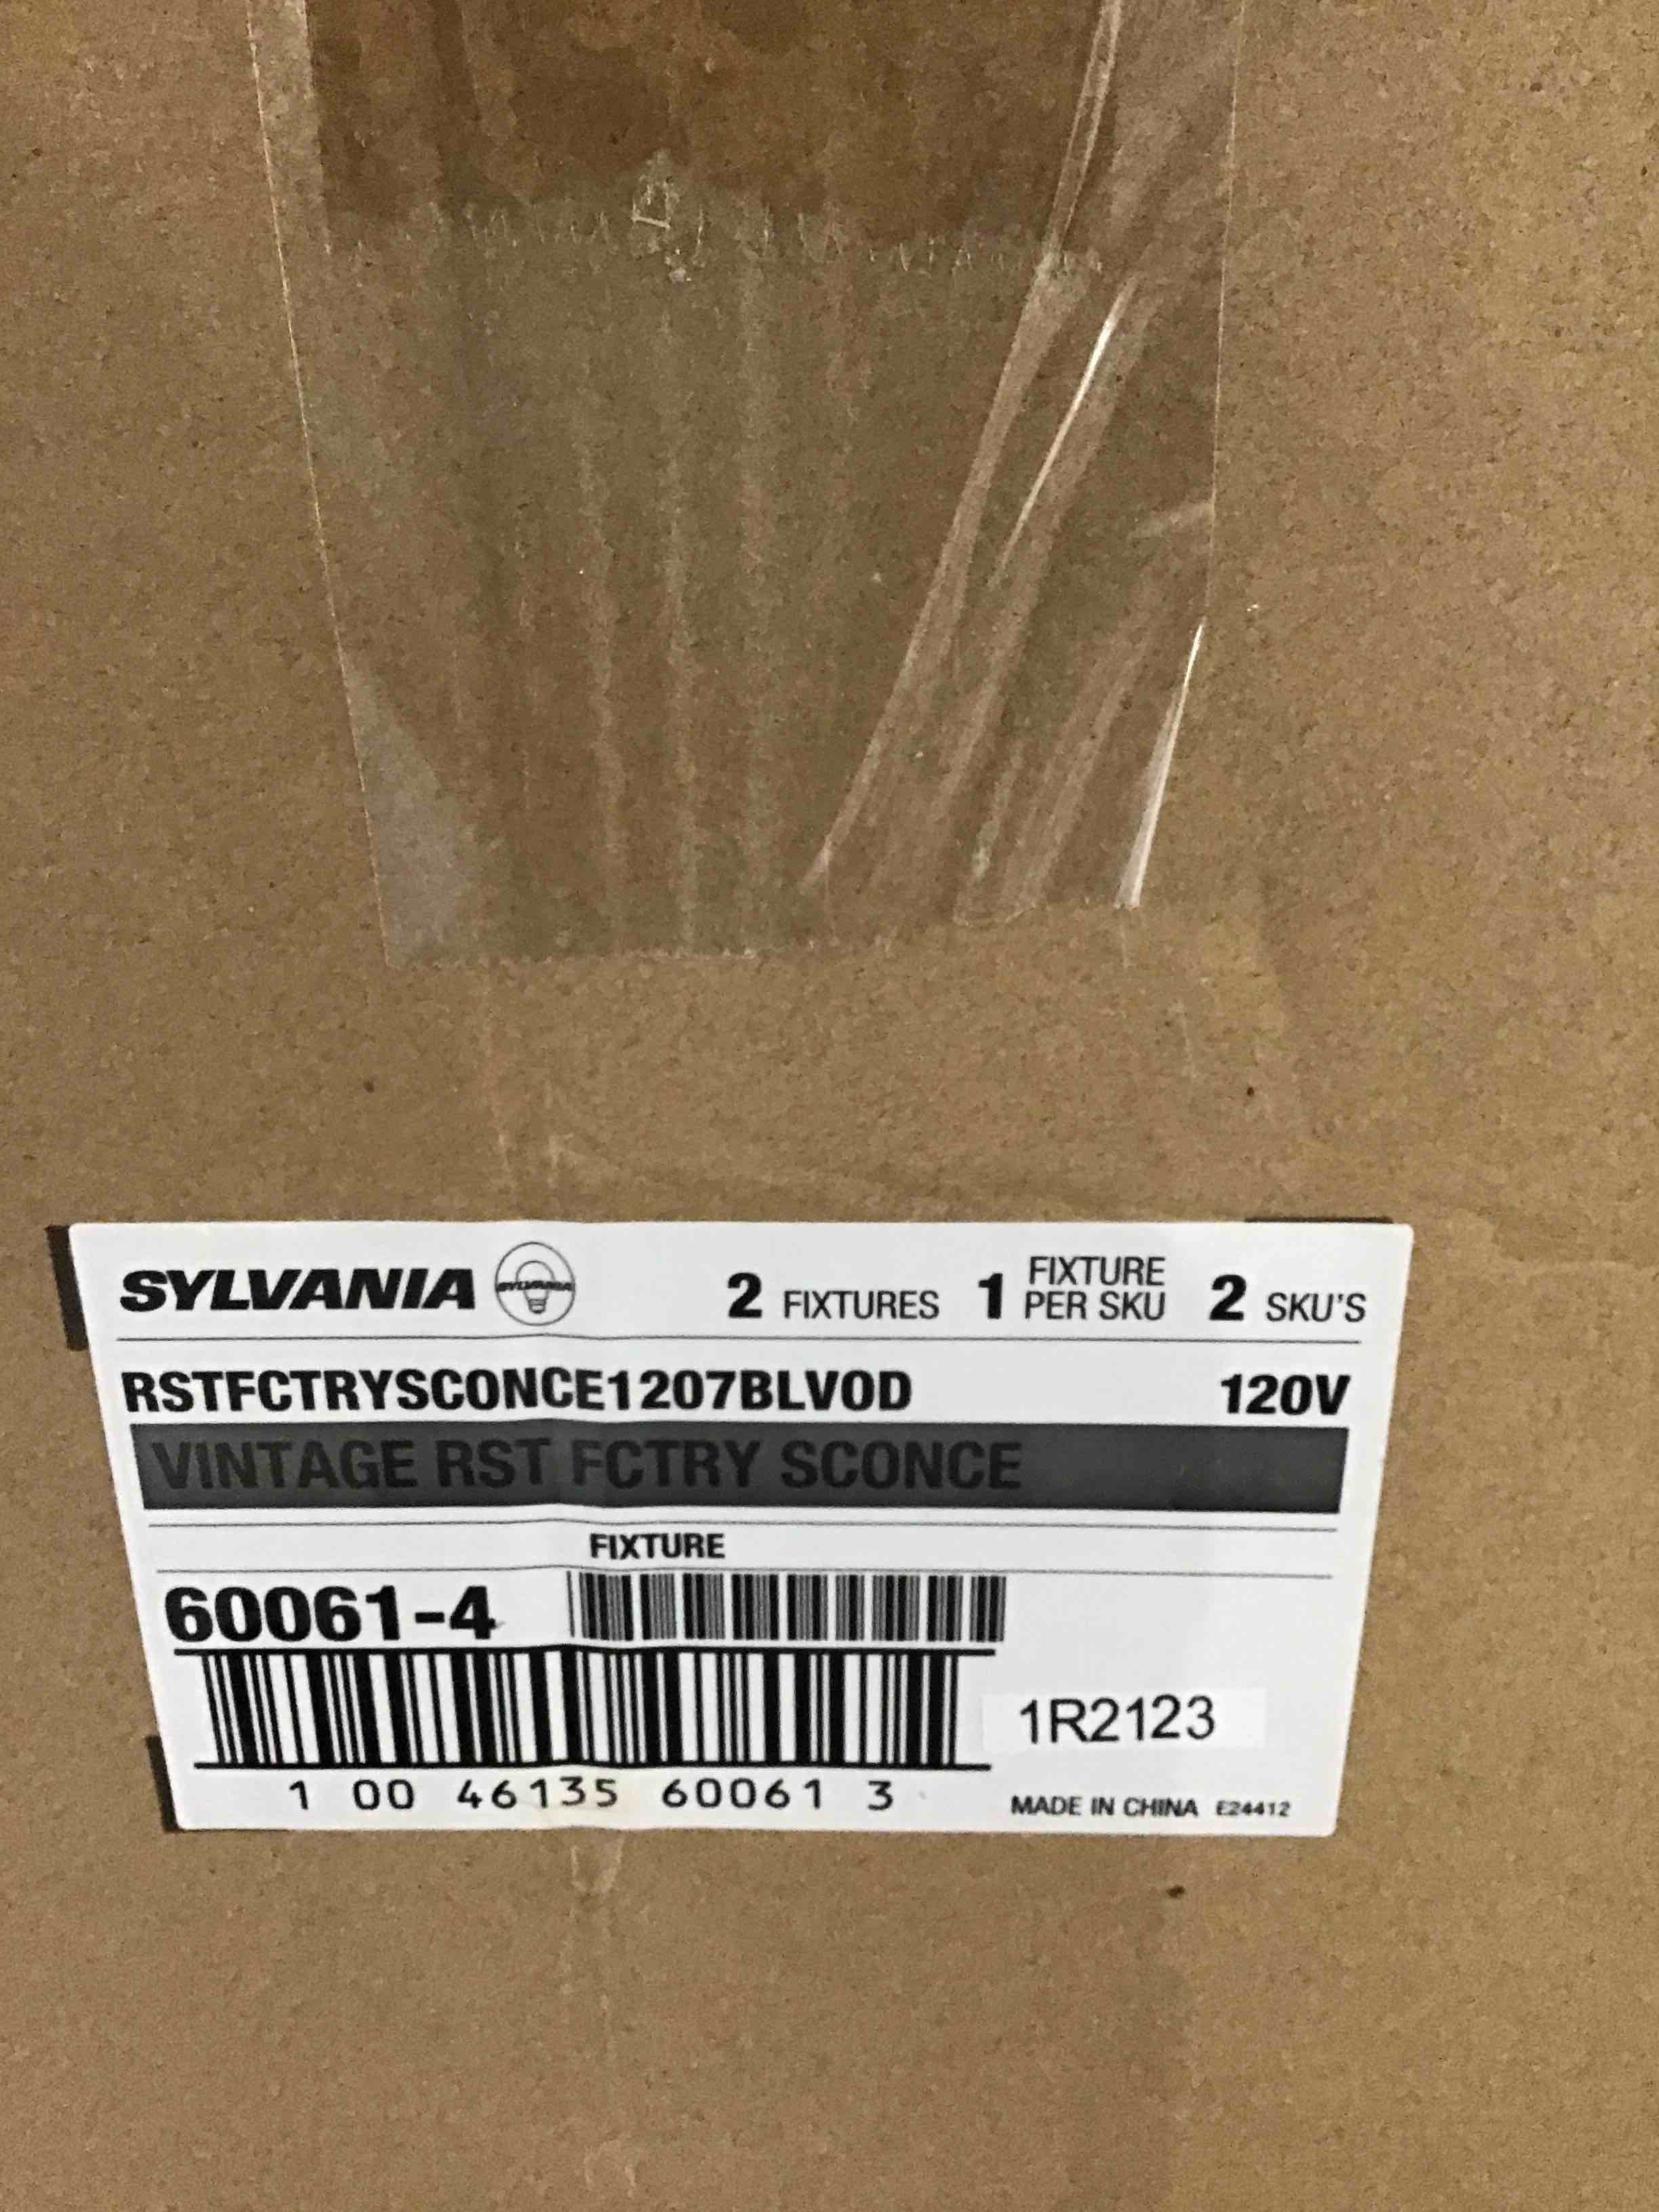 SYLVANIA SYLVANIA 2 FIXTURES 1 FIXTURE PER SKU 2 SKU'S
RSTFCTRYSCONCE1207BLVOD 120V
VINTAGE RST FCTRY SCONCE
FIXTURE
60061-4
1R2123
1 00 46135 60061 3
MADE IN CHINA E24412